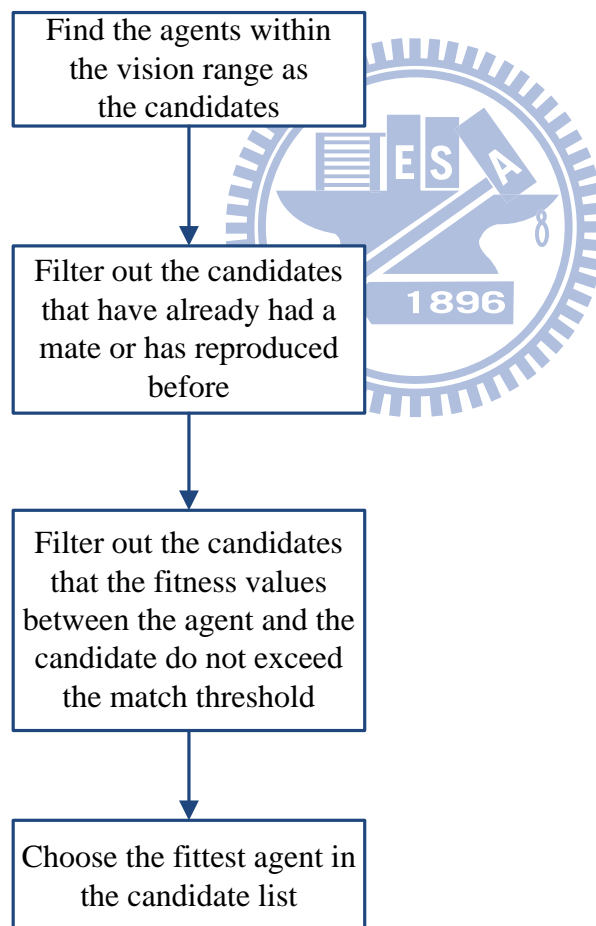 Find the agents within
the vision range as
the candidates
E S A
1896
Filter out the candidates
that have already had a
mate or has reproduced
before
Filter out the candidates
that the fitness values
between the agent and the
candidate do not exceed
the match threshold
Choose the fittest agent in
the candidate list